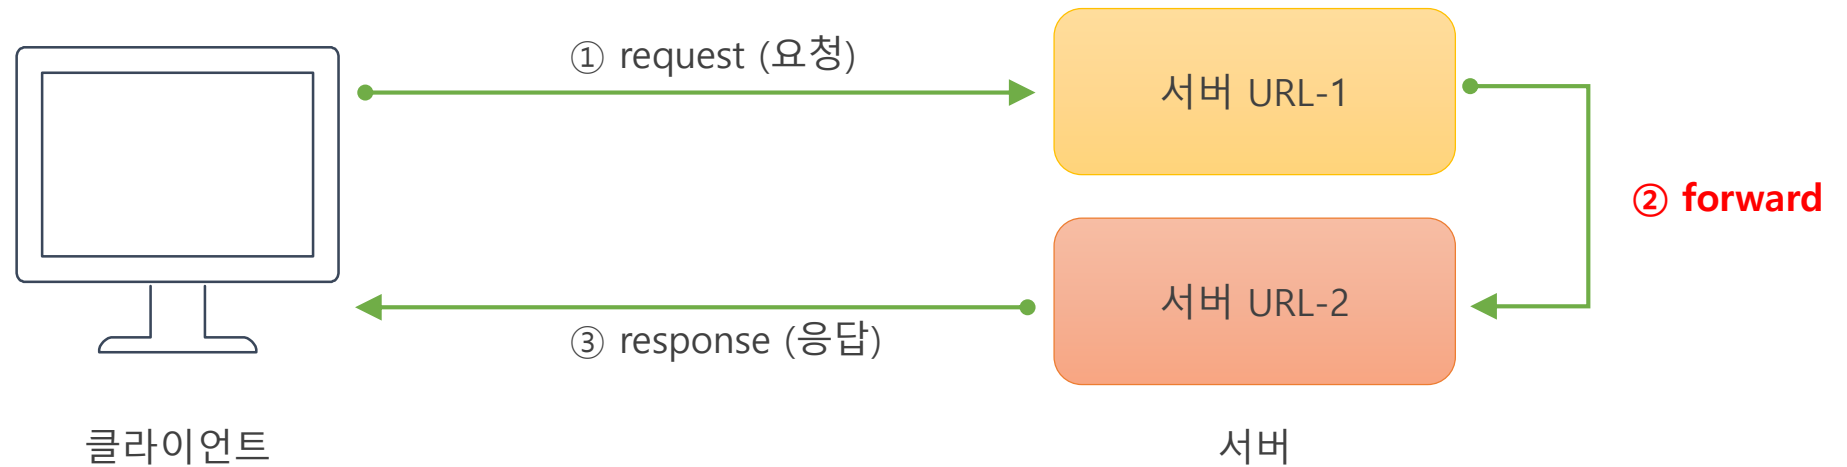 ① request (요청)
서버 URL-1
② forward
서버 URL-2
③ response (응답)
클라이언트
서버